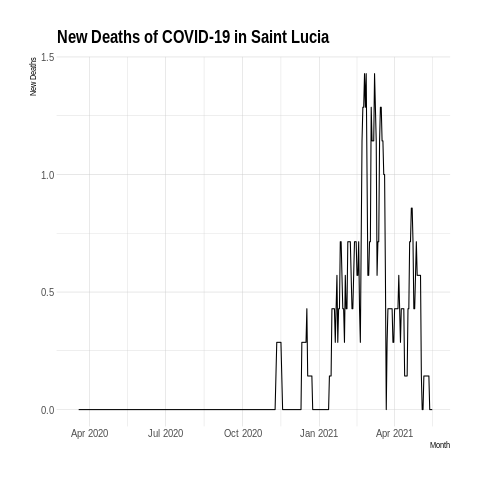 New Deaths of COVID-19 in Saint Lucia
New Deaths
1.5
1.0
0.5
0.0
Apr 2020 Jul 2020 Oct 2020 Jan 2021 Apr 2021
Month